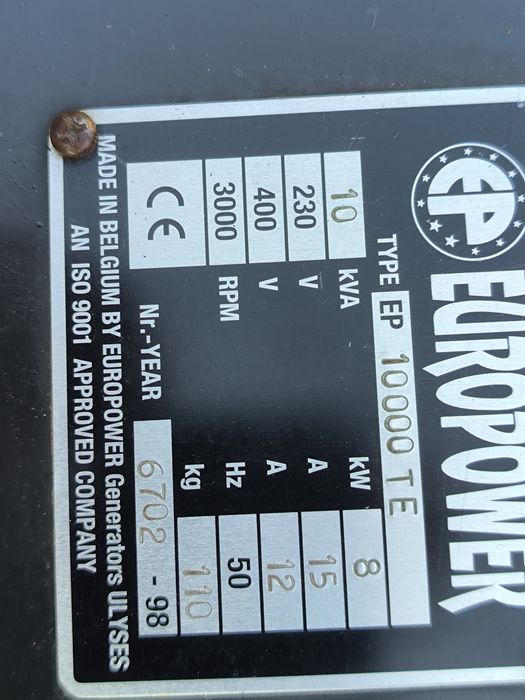 EP EUROPOWER
TYPE EP 10000 TE
10 kVA kW 8
230 V A 15
400 V A 12
3000 RPM Hz 50
kg 110
CE Nr.-YEAR 6702 - 98
MADE IN BELGIUM BY EUROPOWER Generators ULYSSES
AN ISO 9001 APPROVED COMPANY